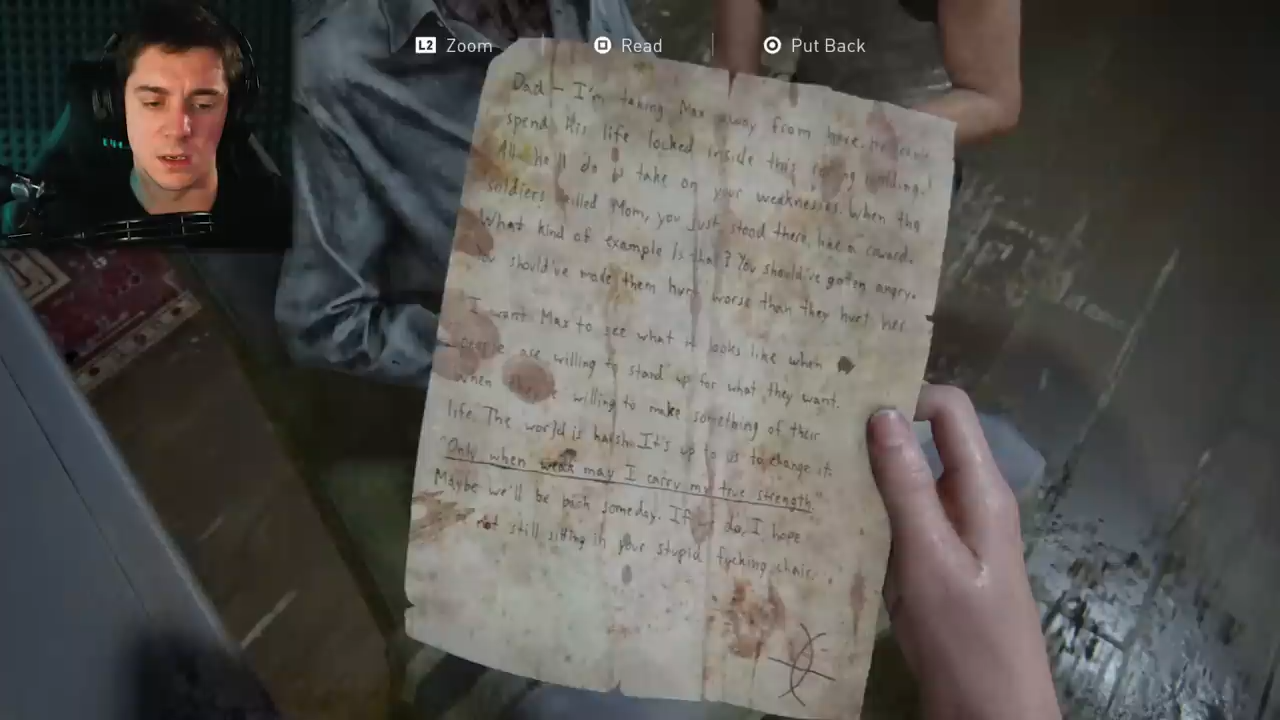 L2 Zoom
Read
Put Back
Dad - I'm taking Max away from here. He can't
spend his life locked inside this building!
All he'll do is take on your weaknesses. When the
soldiers killed Mom, you just stood there, like a coward.
What kind of example is that? You should've gotten angry.
You should've made them hurt worse than they hurt her.
I want Max to see what it looks like when
people are willing to stand up for what they want.
When they're willing to make something of their
life. The world is harsh. It's up to us to change it.
"Only when weak may I carry my true strength"
Maybe we'll be back someday. If we do, I hope
not still sitting in your stupid fucking chair.